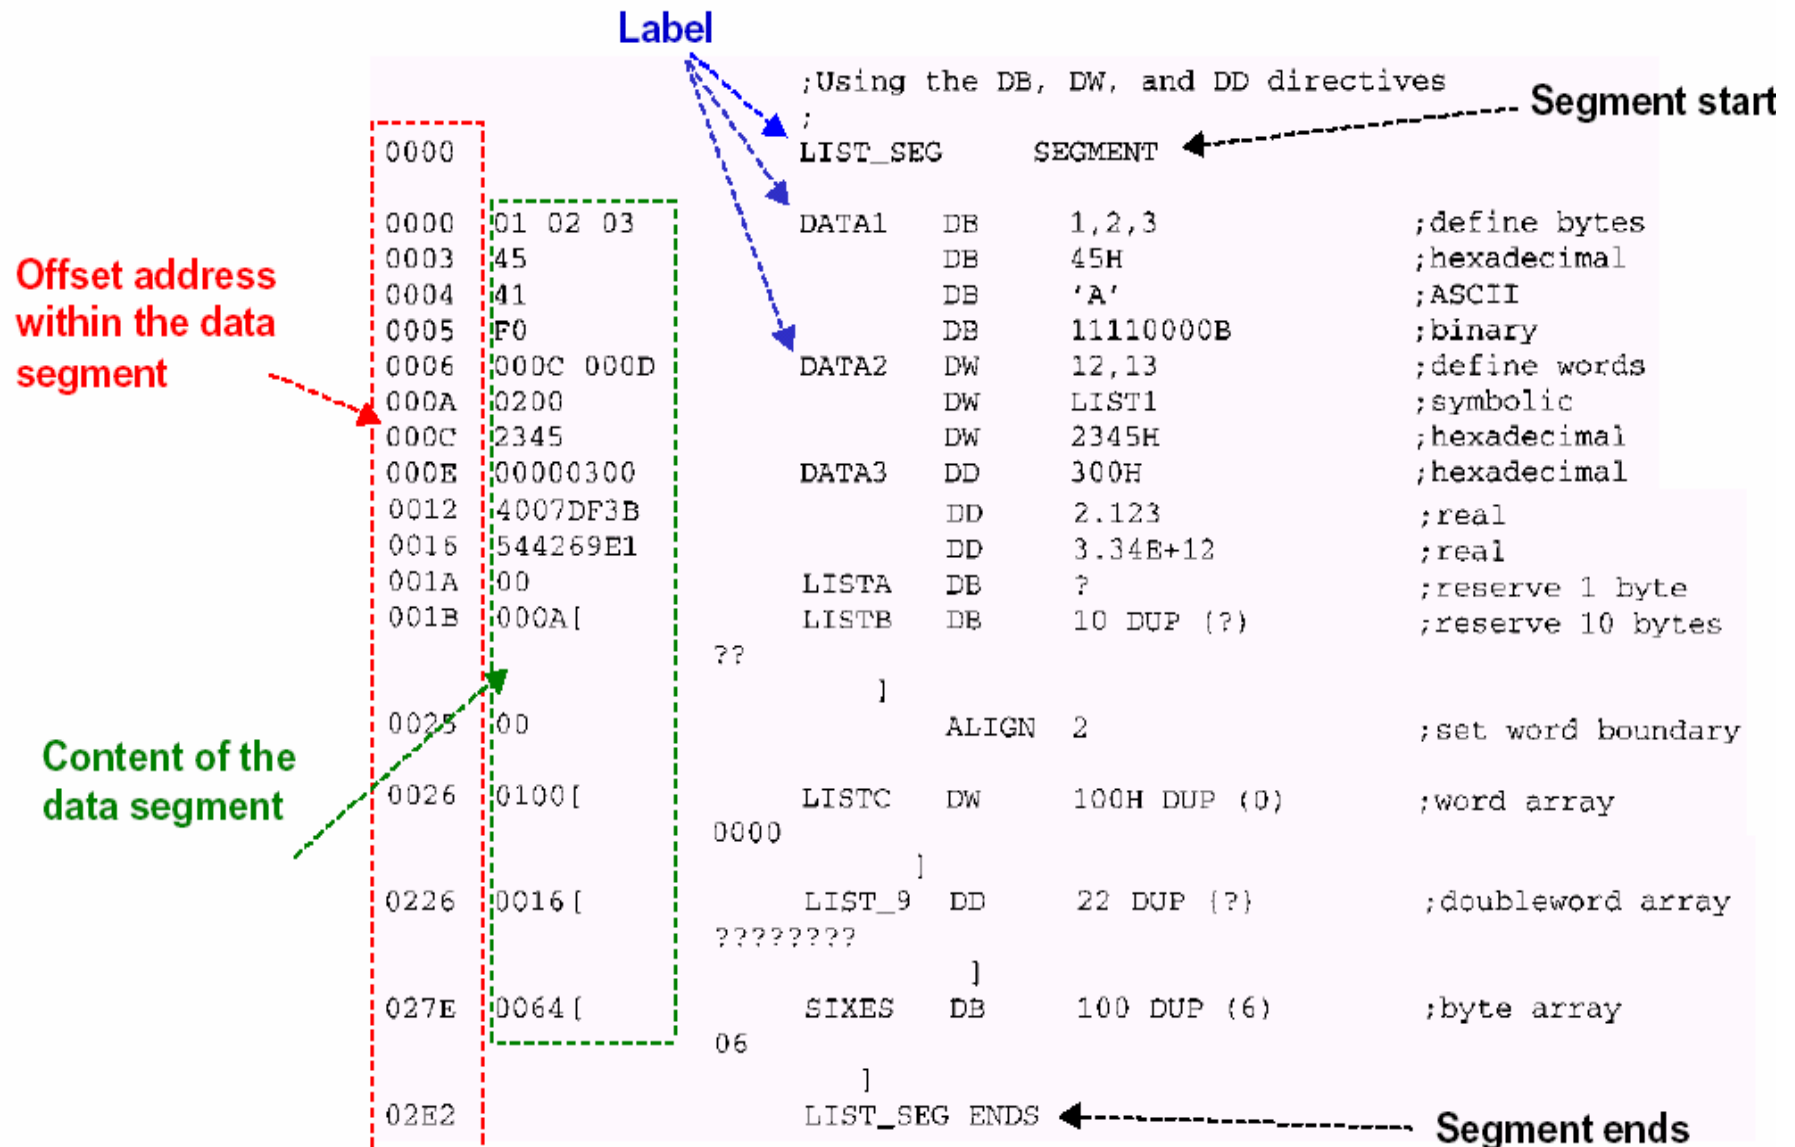 Label
;Using the DB, DW, and DD directives
Segment start
;
0000 LIST_SEG SEGMENT
0000 01 02 03 DATA1 DB 1,2,3 ;define bytes
0003 45 DB 45H ;hexadecimal
Offset address
within the data
segment
0004 41 DB 'A' ;ASCII
0005 F0 DB 11110000B ;binary
0006 000C 000D DATA2 DW 12,13 ;define words
000A 0200 DW LIST1 ;symbolic
000C 2345 DW 2345H ;hexadecimal
000E 00000300 DATA3 DD 300H ;hexadecimal
0012 4007DF3B DD 2.123 ;real
0016 544269E1 DD 3.34E+12 ;real
001A 00 LISTA DB ? ;reserve 1 byte
001B 000A[ LISTB DB 10 DUP (?) ;reserve 10 bytes
??
]
0025 00 ALIGN 2 ;set word boundary
Content of the
data segment
0026 0100[ LISTC DW 100H DUP (0) ;word array
0000
]
0226 0016[ LIST_9 DD 22 DUP (?) ;doubleword array
????????
]
027E 0064[ SIXES DB 100 DUP (6) ;byte array
06
]
02E2 LIST_SEG ENDS
Segment ends